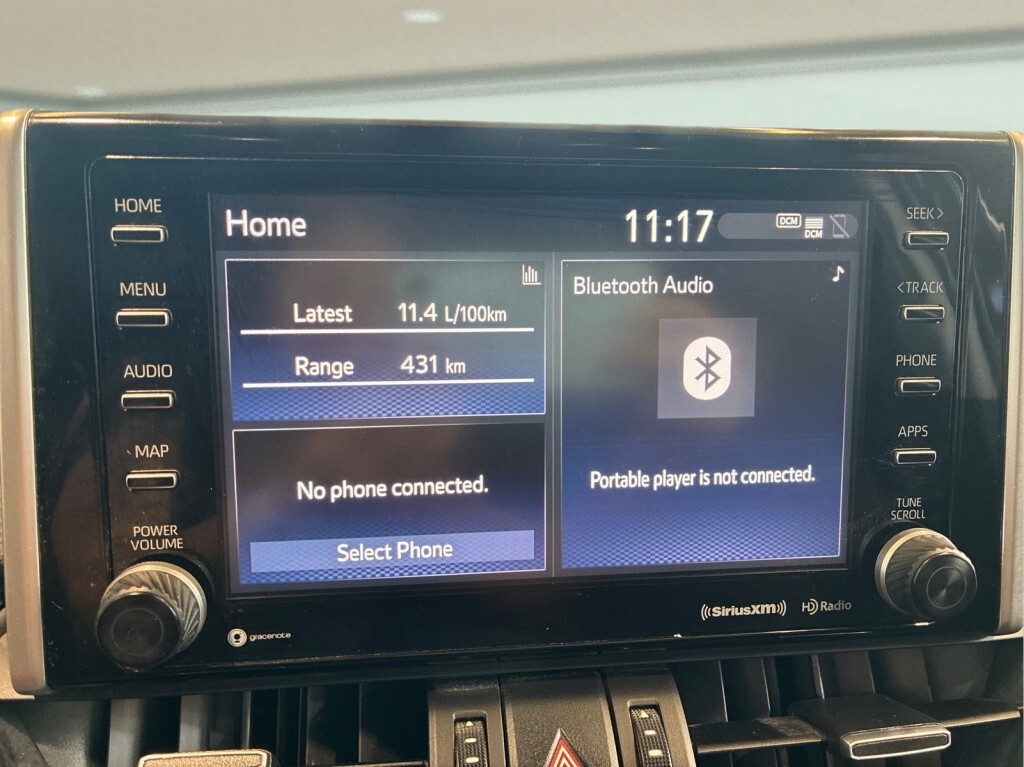 HOME
MENU
AUDIO
MAP
POWER
VOLUME
Home
11:17
DCM
DCM
Latest 11.4 L/100km
Range 431 km
No phone connected.
Select Phone
Bluetooth Audio
Portable player is not connected.
SEEK >
< TRACK
PHONE
APPS
TUNE
SCROLL
gracenote
((SiriusXM))
HD Radio